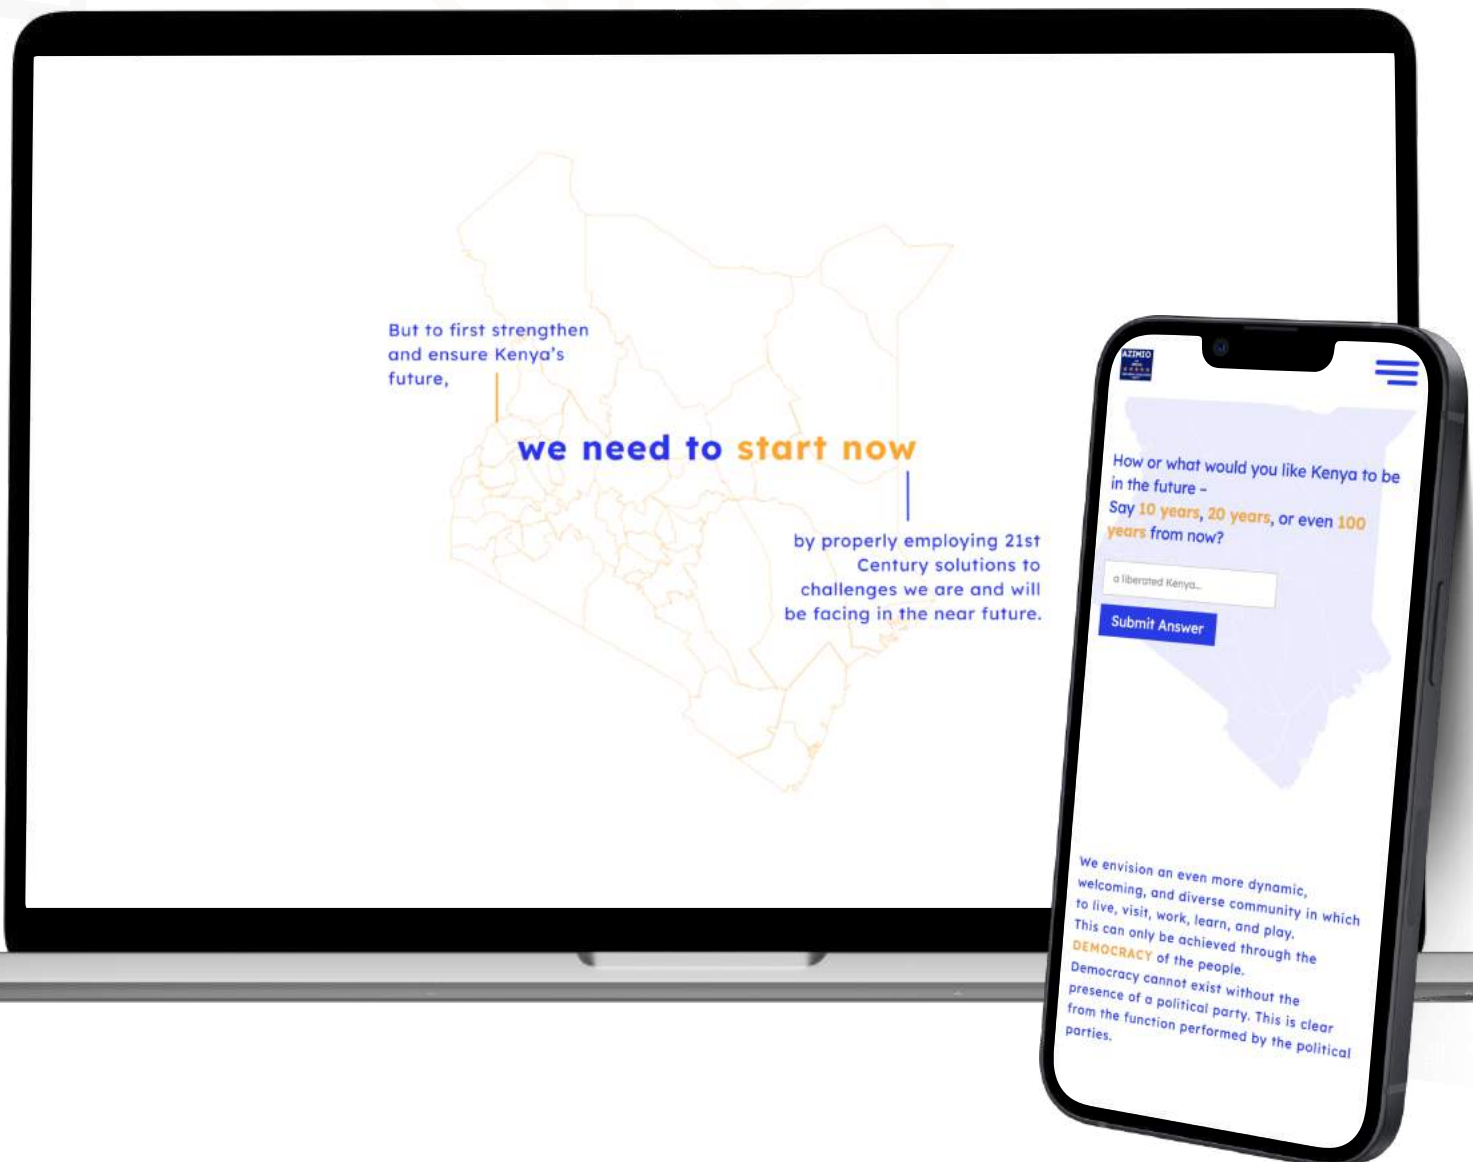 But to first strengthen
and ensure Kenya's
future,
we need to start now
by properly employing 21st
Century solutions to
challenges we are and will
be facing in the near future.
AZIMIO
How or what would you like Kenya to be
in the future –
Say 10 years, 20 years, or even 100
years from now?
a liberated Kenya...
Submit Answer
We envision an even more dynamic,
welcoming, and diverse community in which
to live, visit, work, learn, and play.
This can only be achieved through the
DEMOCRACY of the people.
Democracy cannot exist without the
presence of a political party. This is clear
from the function performed by the political
parties.